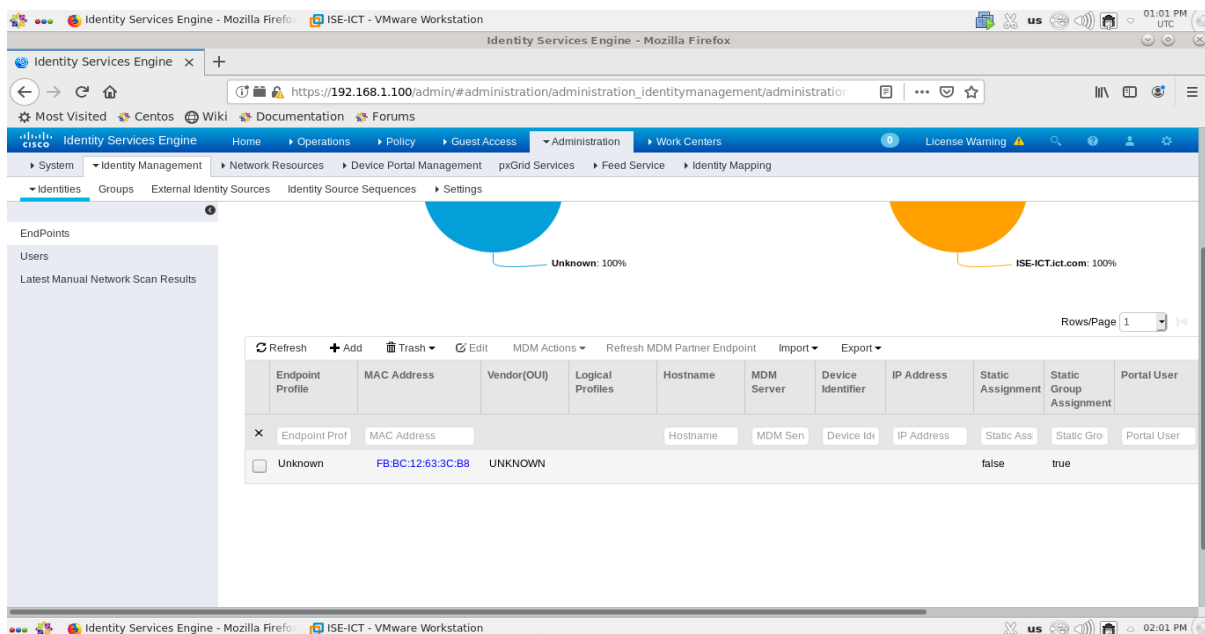 Identity Services Engine - Mozilla Firefo
ISE-ICT - VMware Workstation
us
01:01 PM
UTC
Identity Services Engine - Mozilla Firefox
Identity Services Engine
https://192.168.1.100/admin/#administration/administration_identitymanagement/administration
Most Visited Centos Wiki Documentation Forums
cisco Identity Services Engine Home Operations Policy Guest Access Administration Work Centers 0 License Warning
System Identity Management Network Resources Device Portal Management pxGrid Services Feed Service Identity Mapping
Identities Groups External Identity Sources Identity Source Sequences Settings
EndPoints
Users
Latest Manual Network Scan Results
Unknown: 100%
ISE-ICT.ict.com: 100%
Rows/Page 1
Refresh Add Trash Edit MDM Actions Refresh MDM Partner Endpoint Import Export
Endpoint Profile MAC Address Vendor(OUI) Logical Profiles Hostname MDM Server Device Identifier IP Address Static Assignment Static Group Assignment Portal User
Endpoint Prof MAC Address Hostname MDM Serv Device Ide IP Address Static Assi Static Gro Portal User
Unknown FB:BC:12:63:3C:B8 UNKNOWN false true
Identity Services Engine - Mozilla Firefo
ISE-ICT - VMware Workstation
us
02:01 PM